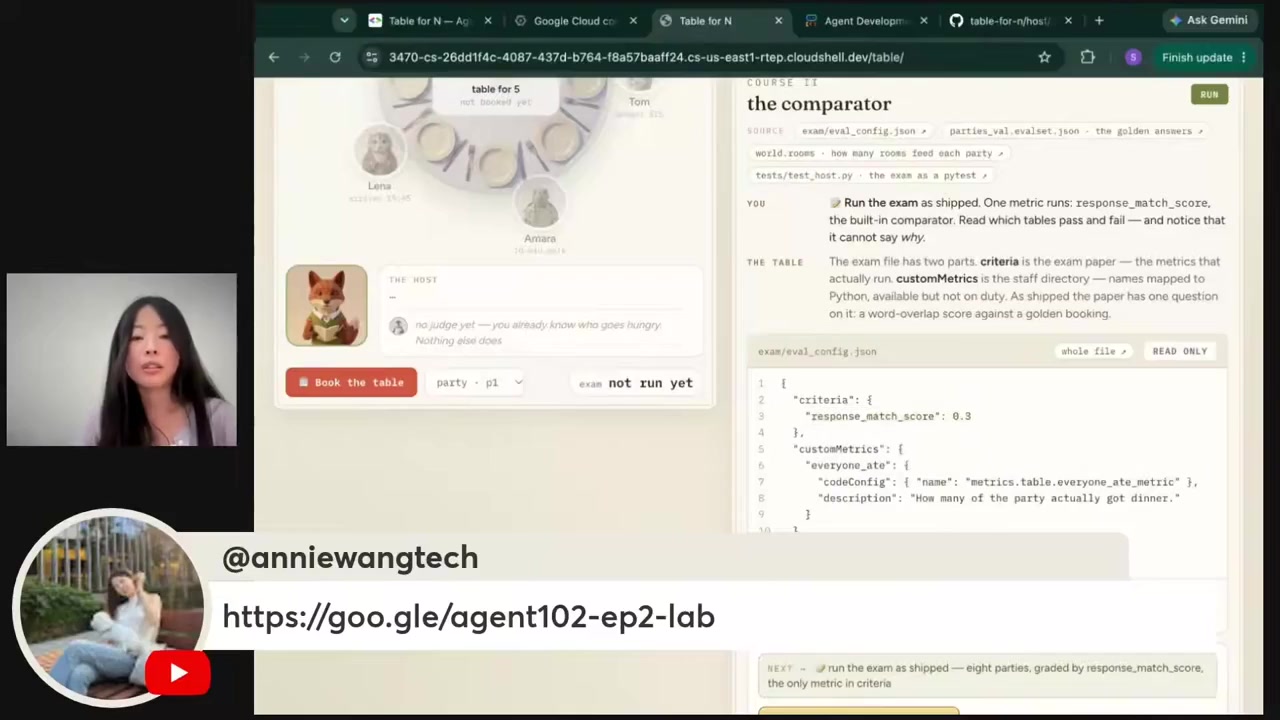 Table for N — Ag
Google Cloud co
Table for N
Agent Developm
table-for-n/host/
Ask Gemini
3470-cs-26dd1f4c-4087-437d-b764-f8a57baaff24.cs-us-east1-rtep.cloudshell.dev/table/
S
Finish update
table for 5
not booked yet
Tom
Lena
Amara
THE HOST
…
no judge yet — you already know who goes hungry.
Nothing else does
Book the table
party · p1
exam not run yet
COURSE II
the comparator
RUN
SOURCE
exam/eval_config.json ↗
parties_val.evalset.json · the golden answers ↗
world.rooms · how many rooms feed each party ↗
tests/test_host.py · the exam as a pytest ↗
YOU
📝 Run the exam as shipped. One metric runs: response_match_score,
the built-in comparator. Read which tables pass and fail — and notice that
it cannot say why.
THE TABLE
The exam file has two parts. criteria is the exam paper — the metrics that
actually run. customMetrics is the staff directory — names mapped to
Python, available but not on duty. As shipped the paper has one question
on it: a word-overlap score against a golden booking.
exam/eval_config.json
whole file ↗
READ ONLY
1 {
2 "criteria": {
3 "response_match_score": 0.3
4 },
5 "customMetrics": {
6 "everyone_ate": {
7 "codeConfig": { "name": "metrics.table.everyone_ate_metric" },
8 "description": "How many of the party actually got dinner."
9 }
10 }
NEXT → 📝 run the exam as shipped — eight parties, graded by response_match_score,
the only metric in criteria
@anniewangtech
https://goo.gle/agent102-ep2-lab